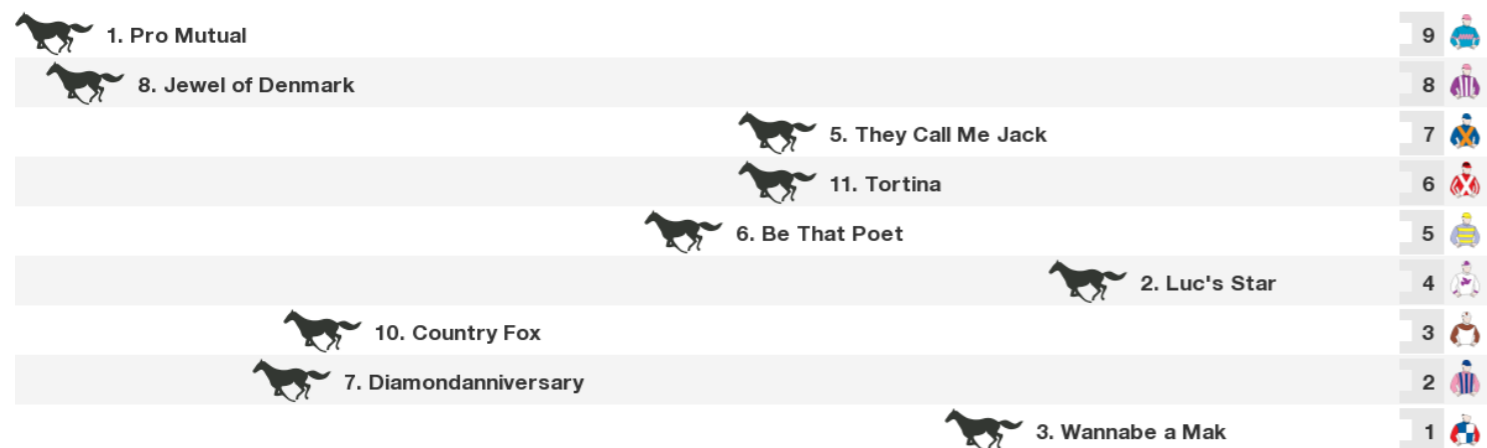 1. Pro Mutual 9
8. Jewel of Denmark 8
5. They Call Me Jack 7
11. Tortina 6
6. Be That Poet 5
2. Luc's Star 4
10. Country Fox 3
7. Diamondanniversary 2
3. Wannabe a Mak 1